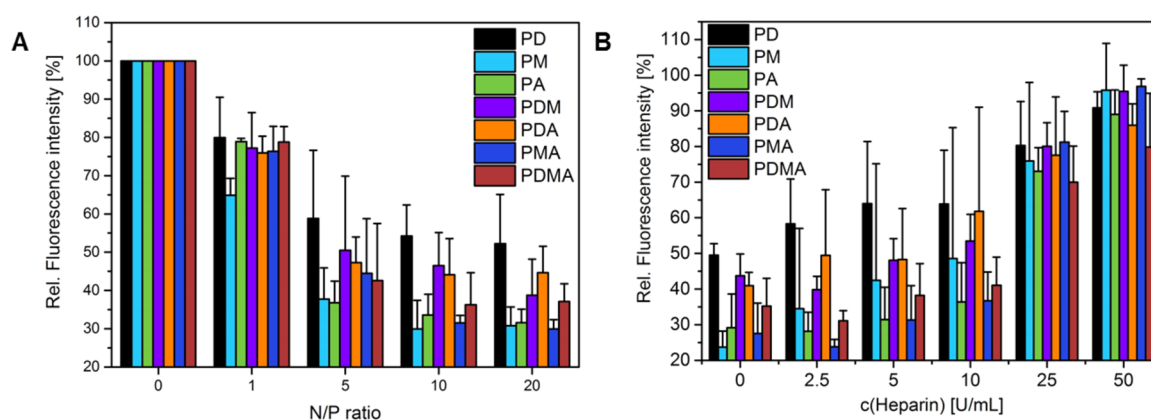 A
Rel. Fluorescence intensity [%]
110
100
90
80
70
60
50
40
30
20
0
1
5
10
20
N/P ratio
PD
PM
PA
PDM
PDA
PMA
PDMA
B
Rel. Fluorescence intensity [%]
110
100
90
80
70
60
50
40
30
20
0
2.5
5
10
25
50
c(Heparin) [U/mL]
PD
PM
PA
PDM
PDA
PMA
PDMA